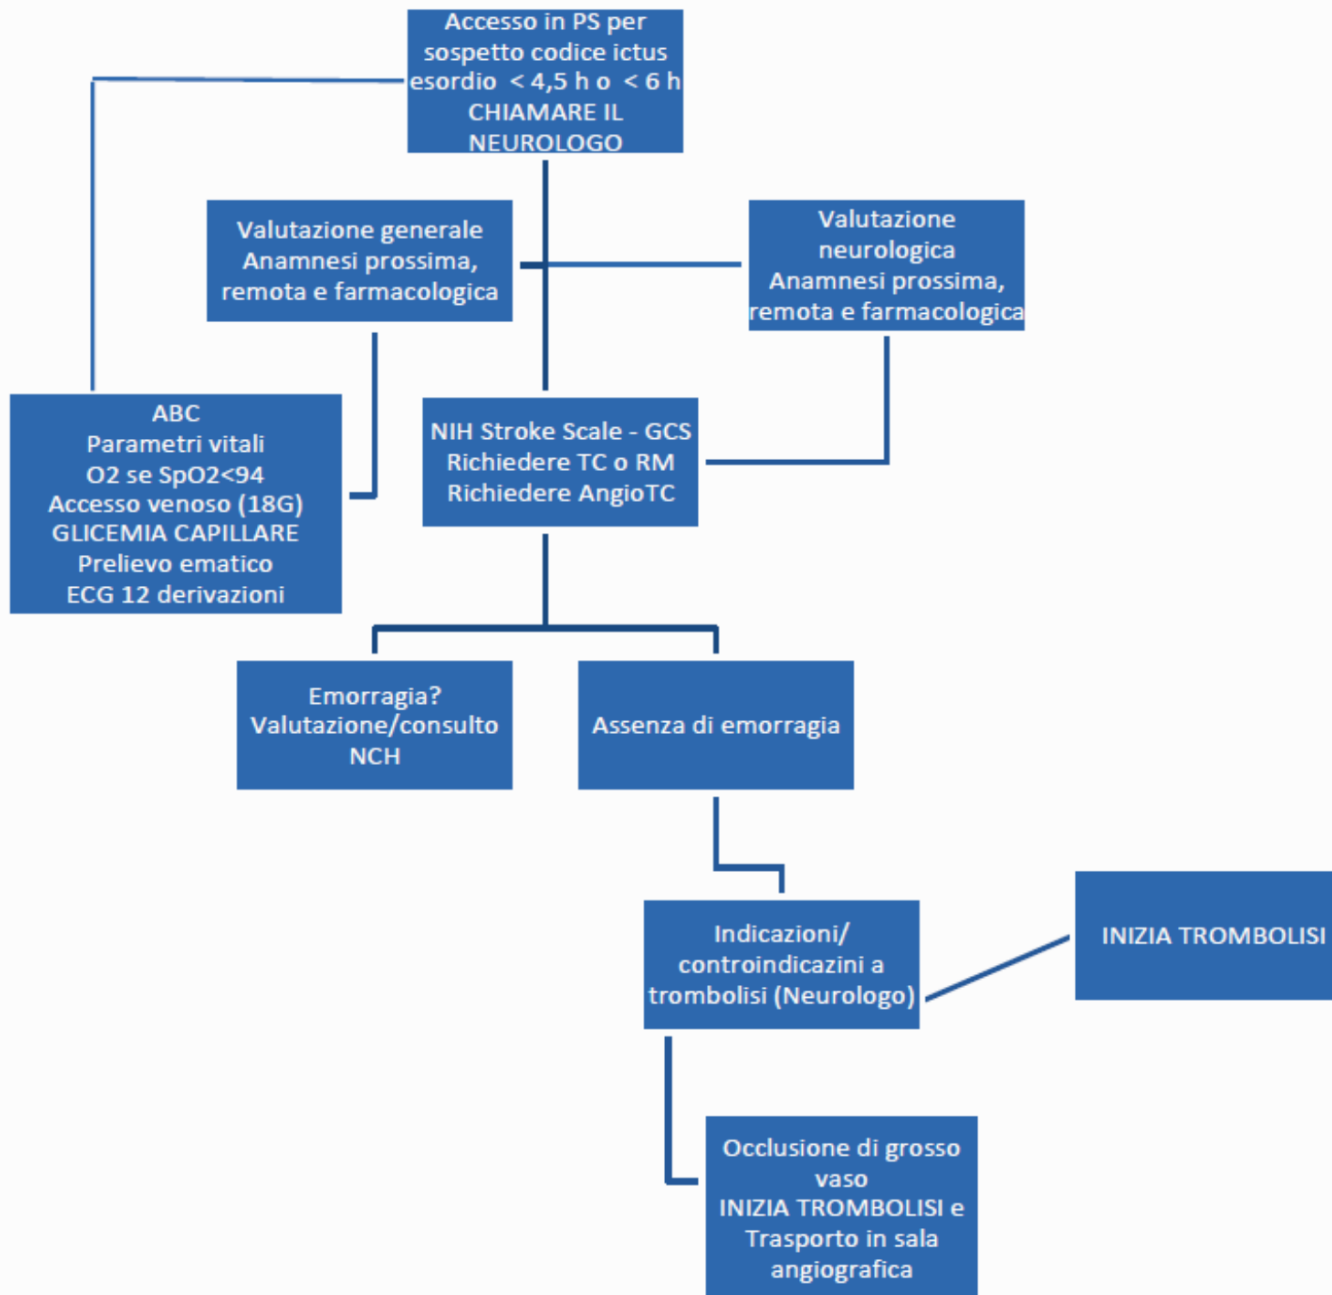 Accesso in PS per
sospetto codice ictus
esordio < 4,5 h o < 6 h
CHIAMARE IL
NEUROLOGO
Valutazione generale
Anamnesi prossima,
remota e farmacologica
Valutazione
neurologica
Anamnesi prossima,
remota e farmacologica
ABC
Parametri vitali
O2 se SpO2<94
Accesso venoso (18G)
GLICEMIA CAPILLARE
Prelievo ematico
ECG 12 derivazioni
NIH Stroke Scale - GCS
Richiedere TC o RM
Richiedere AngioTC
Emorragia?
Valutazione/consulto
NCH
Assenza di emorragia
Indicazioni/
controindicazini a
trombolisi (Neurologo)
INIZIA TROMBOLISI
Occlusione di grosso
vaso
INIZIA TROMBOLISI e
Trasporto in sala
angiografica